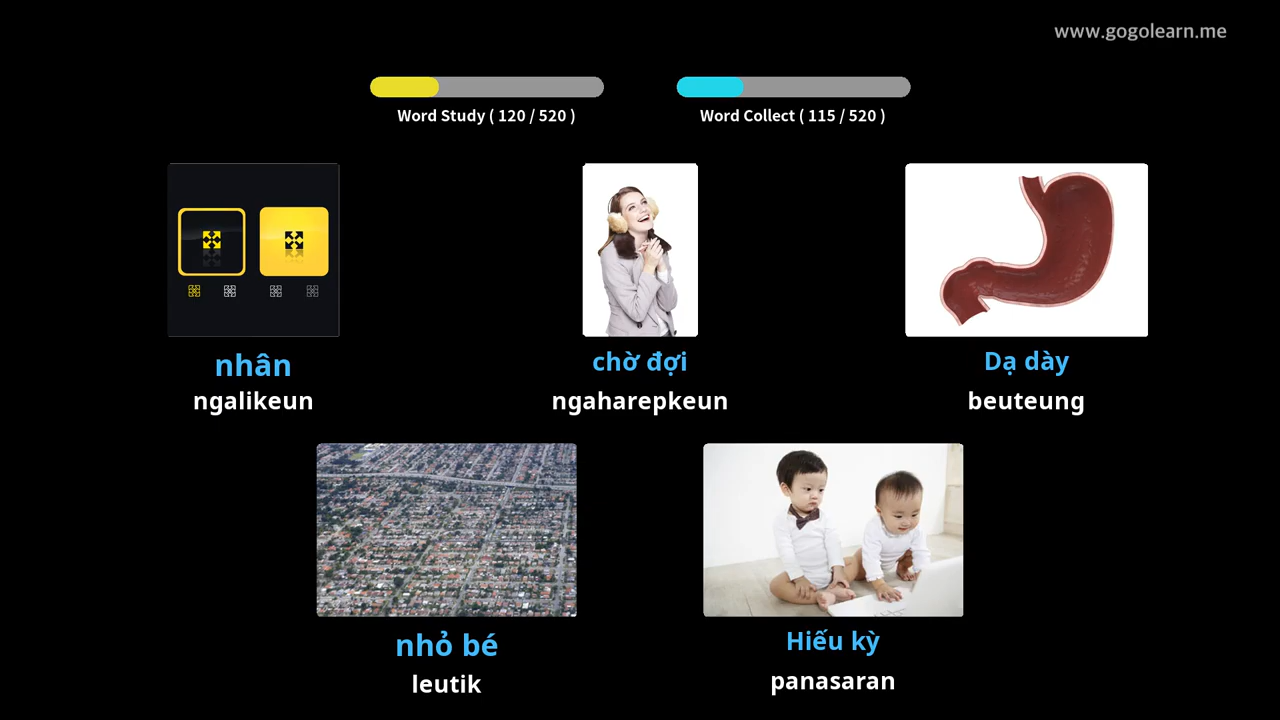 www.gogolearn.me
Word Study ( 120 / 520 )
Word Collect ( 115 / 520 )
nhân
ngalikeun
chờ đợi
ngaharepkeun
Dạ dày
beuteung
nhỏ bé
leutik
Hiếu kỳ
panasaran